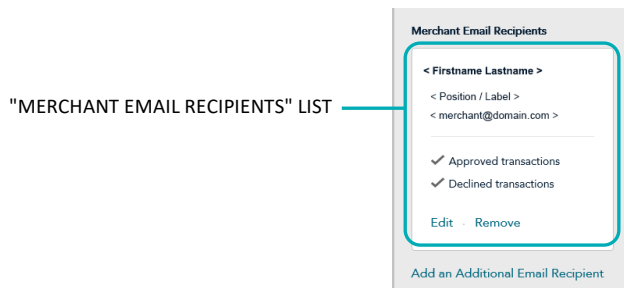 Merchant Email Recipients
< Firstname Lastname >
< Position / Label >
< merchant@domain.com >
"MERCHANT EMAIL RECIPIENTS" LIST
Approved transactions
Declined transactions
Edit · Remove
Add an Additional Email Recipient